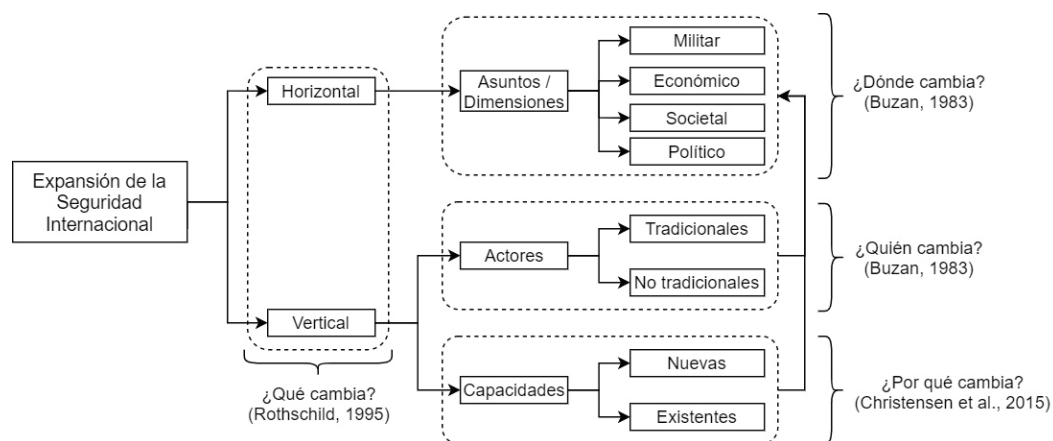 Expansión de la
Seguridad
Internacional
Horizontal
Vertical
¿Qué cambia?
(Rothschild, 1995)
Asuntos /
Dimensiones
Militar
Económico
Societal
Político
¿Dónde cambia?
(Buzan, 1983)
Actores
Tradicionales
No tradicionales
¿Quién cambia?
(Buzan, 1983)
Capacidades
Nuevas
Existentes
¿Por qué cambia?
(Christensen et al., 2015)